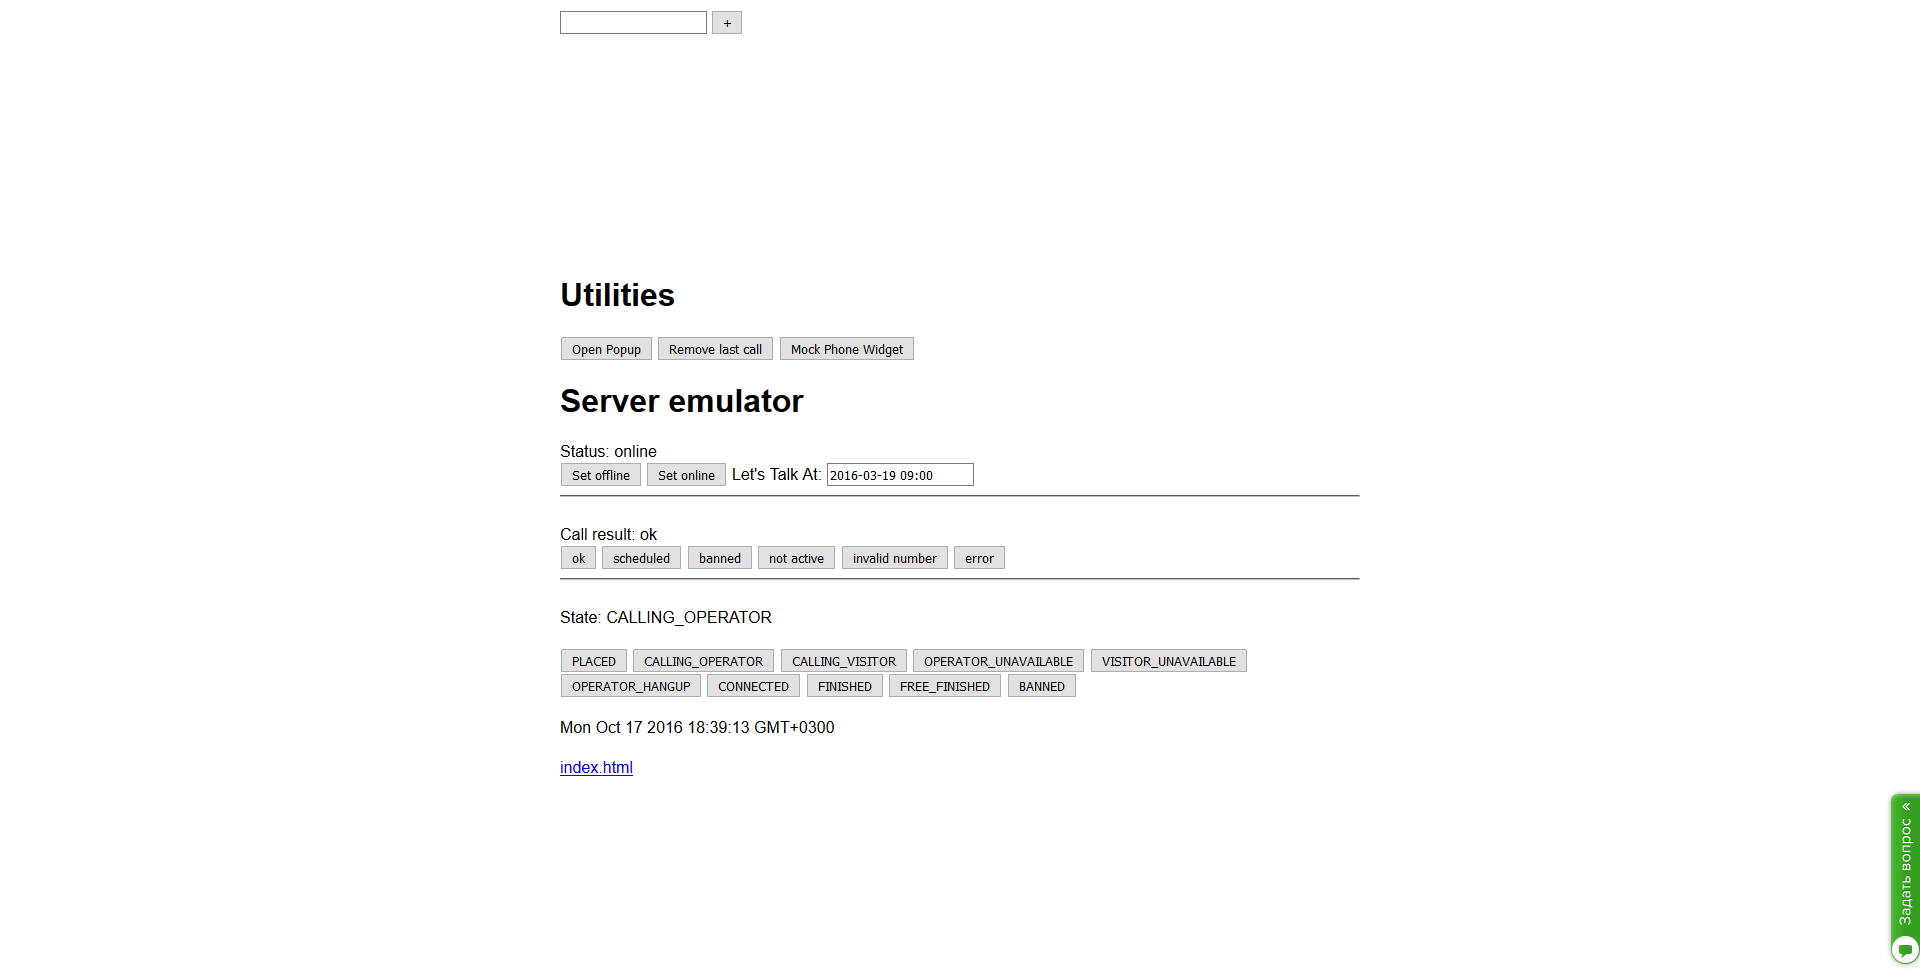 +
Utilities
Open Popup Remove last call Mock Phone Widget
Server emulator
Status: online
Set offline Set online Let's Talk At: 2016-03-19 09:00
Call result: ok
ok scheduled banned not active invalid number error
State: CALLING_OPERATOR
PLACED CALLING_OPERATOR CALLING_VISITOR OPERATOR_UNAVAILABLE VISITOR_UNAVAILABLE
OPERATOR_HANGUP CONNECTED FINISHED FREE_FINISHED BANNED
Mon Oct 17 2016 18:39:13 GMT+0300
index.html
Задать вопрос «